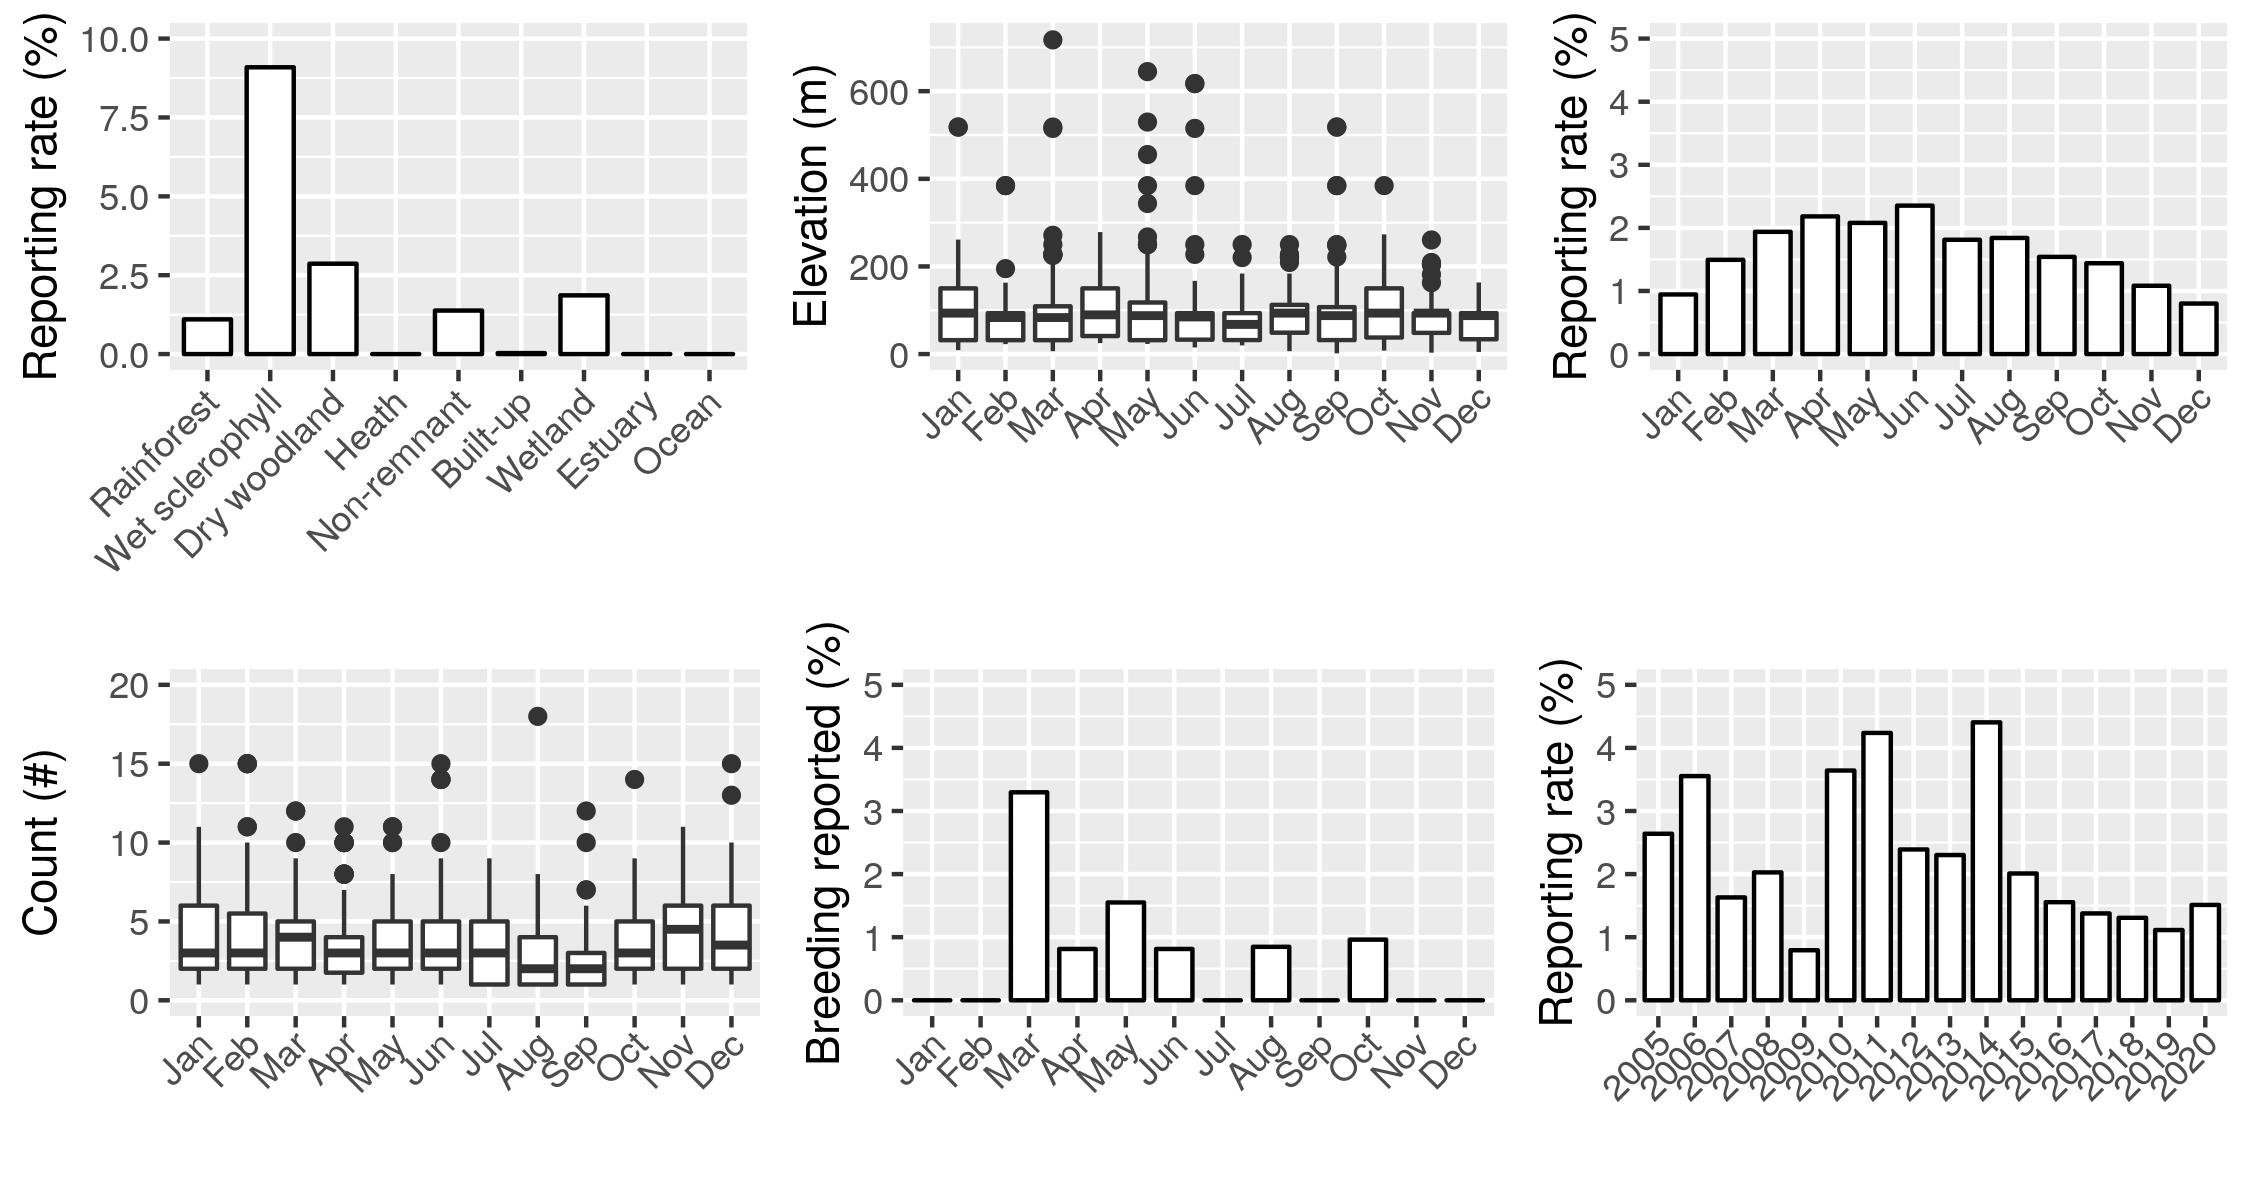 Reporting rate (%)
10.0
7.5
5.0
2.5
0.0
Rainforest
Wet sclerophyll
Dry woodland
Heath
Non-remnant
Built-up
Wetland
Estuary
Ocean
Elevation (m)
600
400
200
0
Jan
Feb
Mar
Apr
May
Jun
Jul
Aug
Sep
Oct
Nov
Dec
Reporting rate (%)
5
4
3
2
1
0
Jan
Feb
Mar
Apr
May
Jun
Jul
Aug
Sep
Oct
Nov
Dec
Count (#)
20
15
10
5
0
Jan
Feb
Mar
Apr
May
Jun
Jul
Aug
Sep
Oct
Nov
Dec
Breeding reported (%)
5
4
3
2
1
0
Jan
Feb
Mar
Apr
May
Jun
Jul
Aug
Sep
Oct
Nov
Dec
Reporting rate (%)
5
4
3
2
1
0
2005
2006
2007
2008
2009
2010
2011
2012
2013
2014
2015
2016
2017
2018
2019
2020